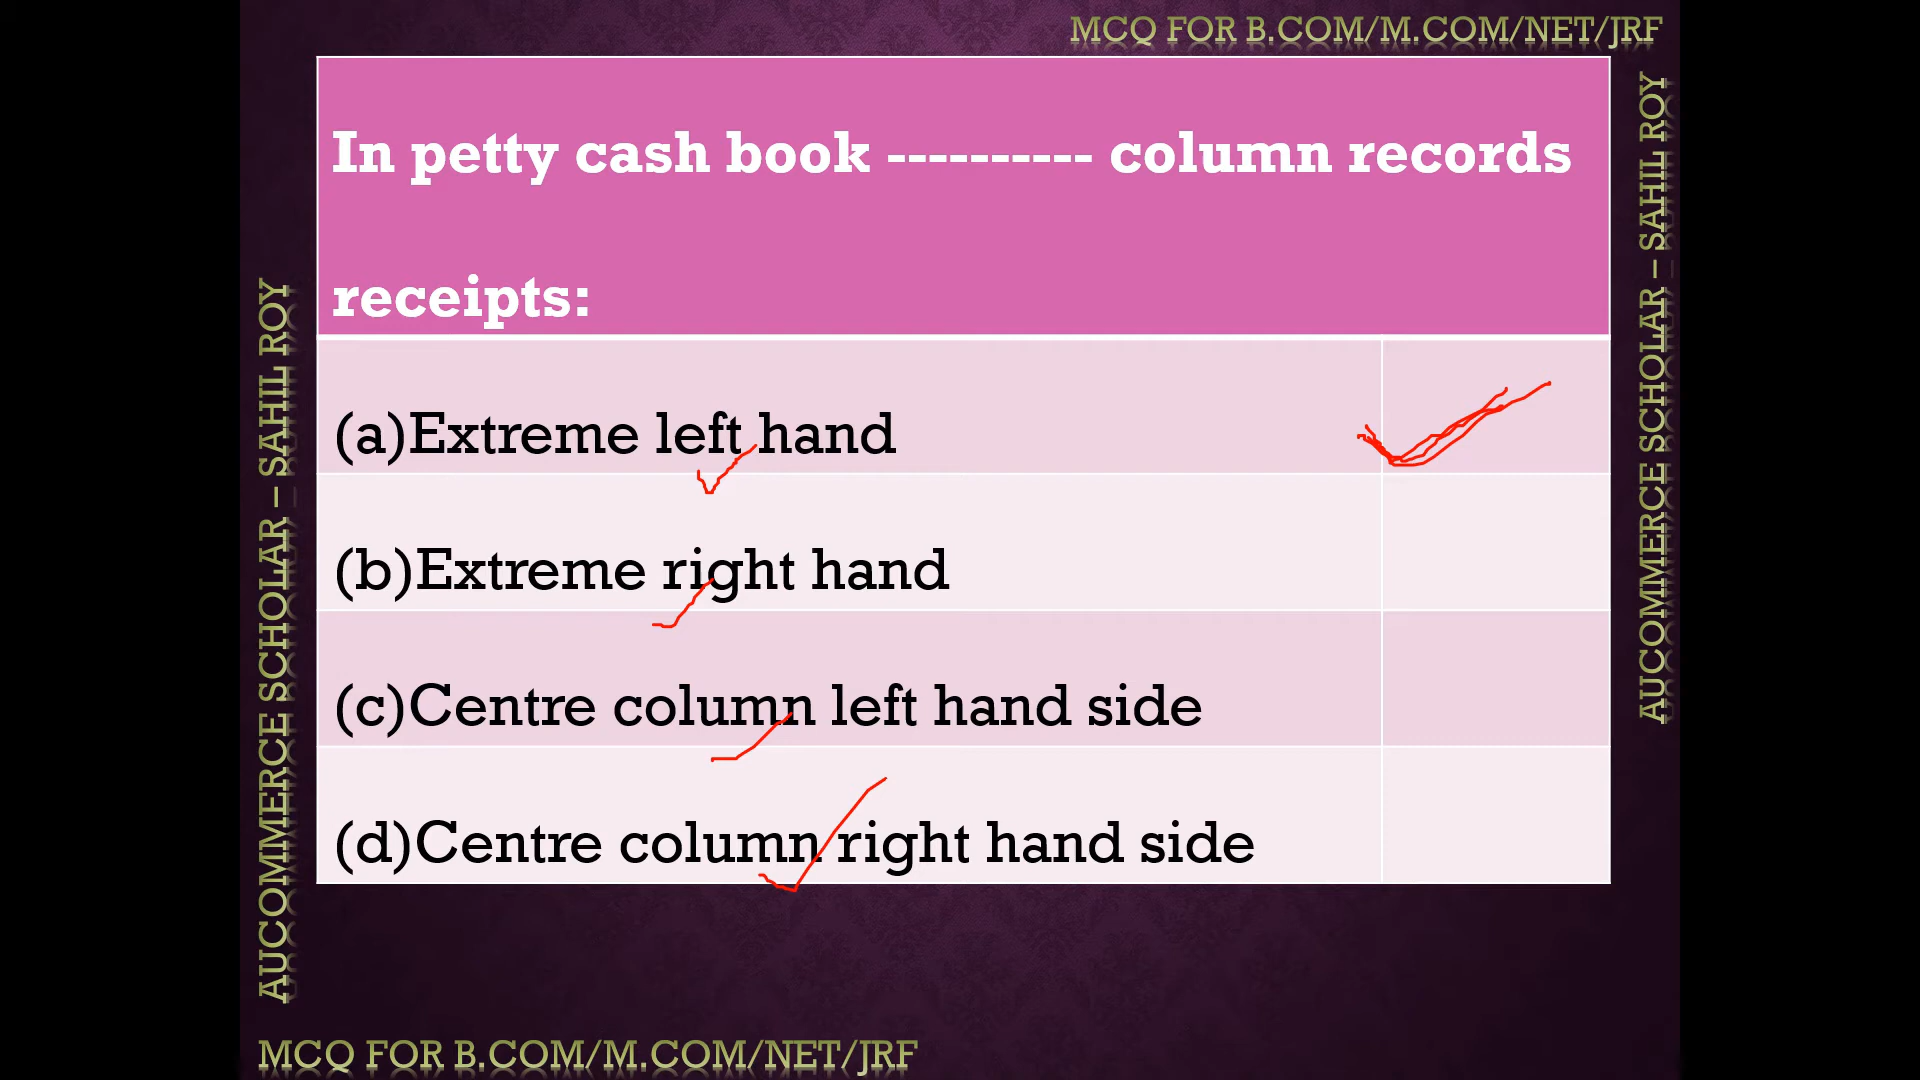 MCQ FOR B.COM/M.COM/NET/JRF
In petty cash book ---------- column records
receipts:
(a)Extreme left hand
(b)Extreme right hand
(c)Centre column left hand side
(d)Centre column right hand side
AUCOMMERCE SCHOLAR – SAHIL ROY
AUCOMMERCE SCHOLAR – SAHIL ROY
MCQ FOR B.COM/M.COM/NET/JRF